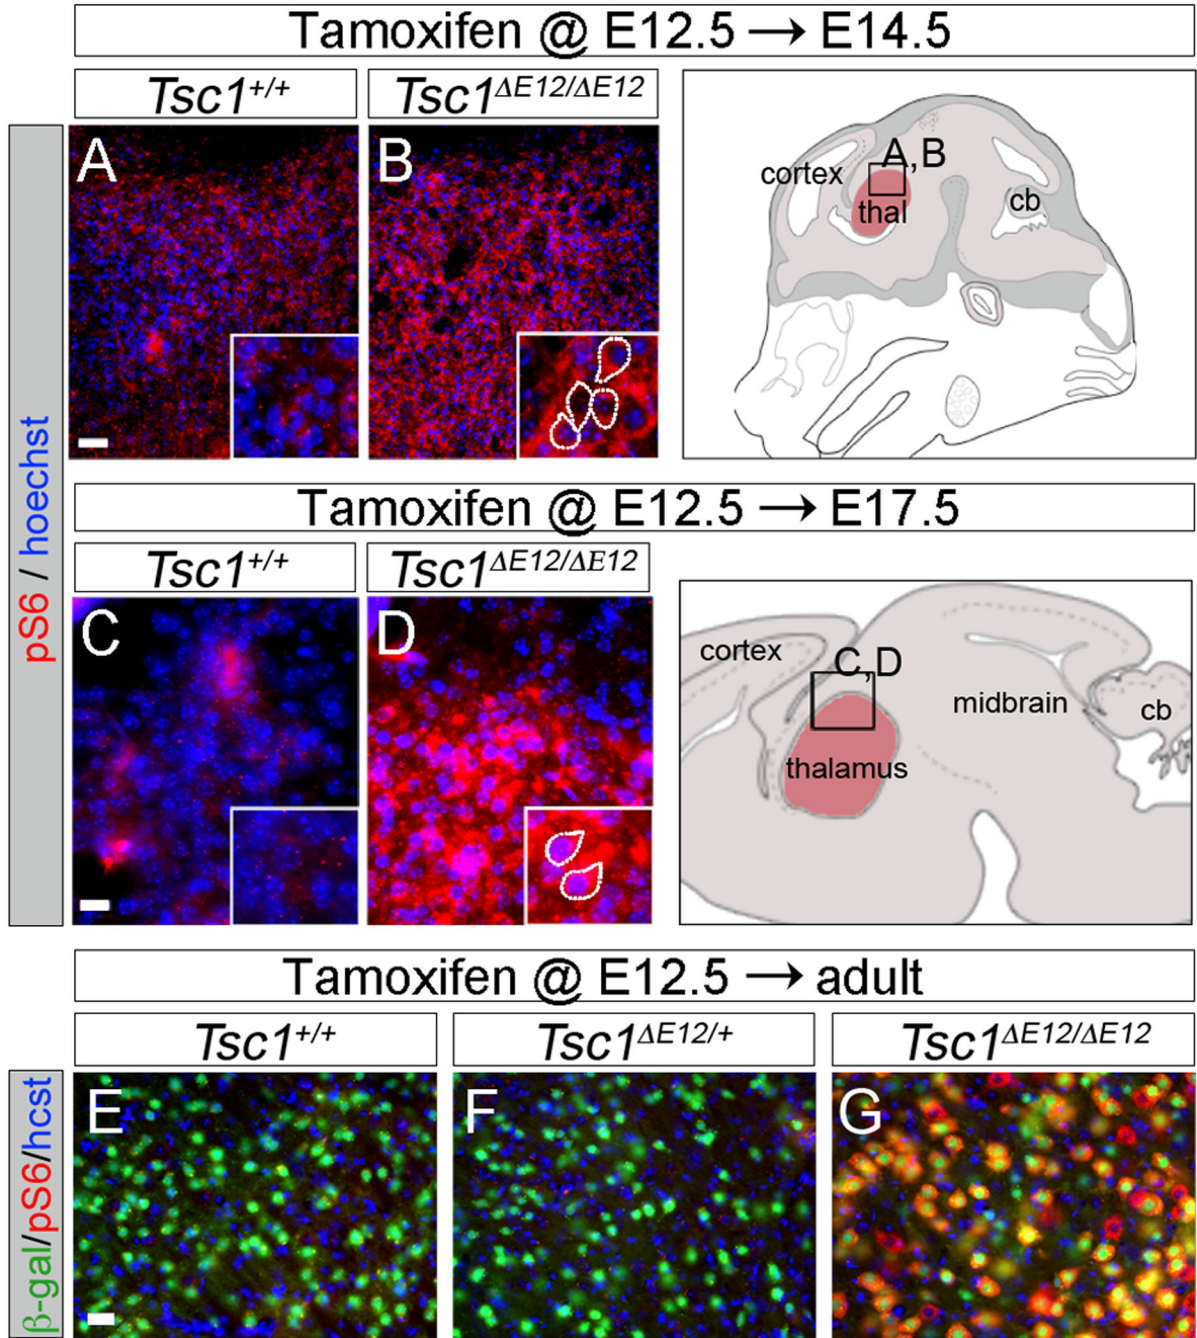 Tamoxifen @ E12.5 → E14.5
Tsc1+/+
Tsc1ΔE12/ΔE12
A
B
cortex
A,B
thal
cb
pS6 / hoechst
Tamoxifen @ E12.5 → E17.5
Tsc1+/+
Tsc1ΔE12/ΔE12
C
D
cortex
C,D
midbrain
cb
thalamus
Tamoxifen @ E12.5 → adult
Tsc1+/+
Tsc1ΔE12/+
Tsc1ΔE12/ΔE12
β-gal/pS6/hcst
E
F
G